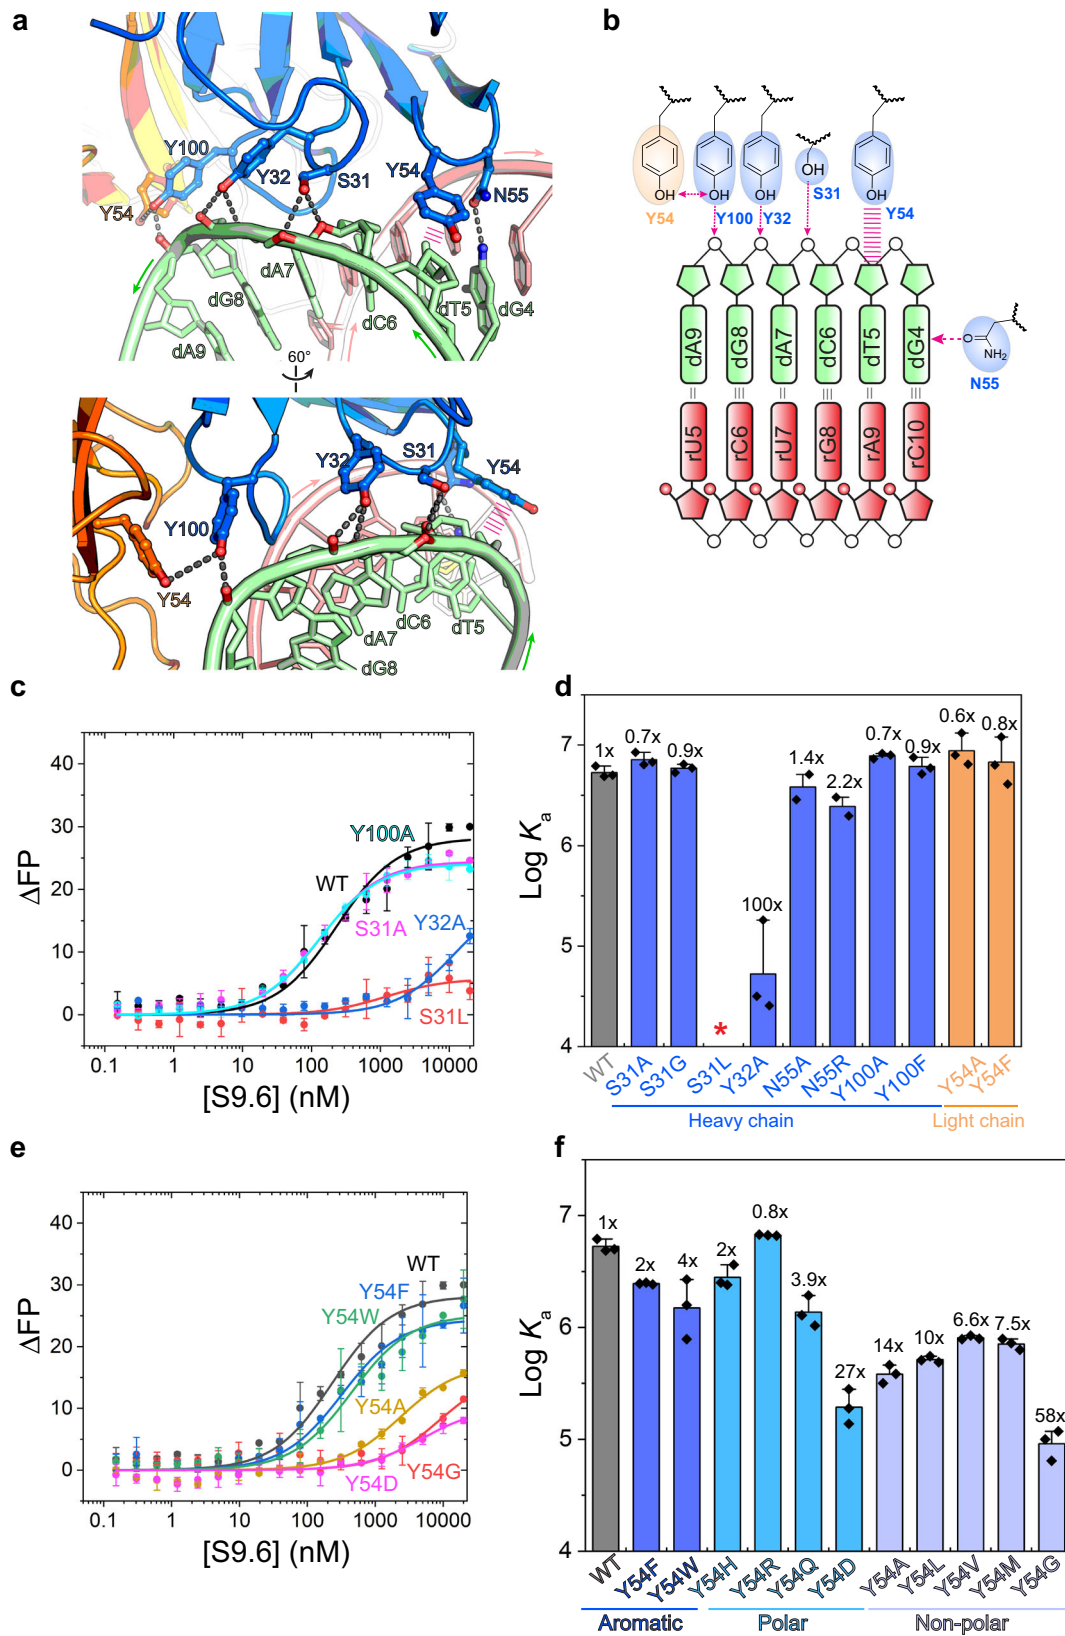 a
Y100
Y32
S31
Y54
N55
Y54
dA7
dG8
dC6
dT5
dG4
dA9
60°
Y32
S31
Y54
Y100
Y54
dC6
dT5
dA7
dG8
b
OH OH OH OH OH
Y54 Y100 Y32 S31 Y54
dA9 dG8 dA7 dC6 dT5 dG4
O
NH2
N55
rU5 rC6 rU7 rG8 rA9 rC10
c
ΔFP
40
30
20
10
0
Y100A
WT
S31A
Y32A
S31L
0.1 1 10 100 1000 10000
[S9.6] (nM)
d
Log Ka
7
6
5
4
1x 0.7x 0.9x * 100x 1.4x 2.2x 0.7x 0.9x 0.6x 0.8x
WT S31A S31G S31L Y32A N55A N55R Y100A Y100F Y54A Y54F
Heavy chain Light chain
e
ΔFP
40
30
20
10
0
WT
Y54F
Y54W
Y54A
Y54G
Y54D
0.1 1 10 100 1000 10000
[S9.6] (nM)
f
Log Ka
7
6
5
4
1x 2x 4x 2x 0.8x 3.9x 27x 14x 10x 6.6x 7.5x 58x
WT Y54F Y54W Y54H Y54R Y54Q Y54D Y54A Y54L Y54V Y54M Y54G
Aromatic Polar Non-polar